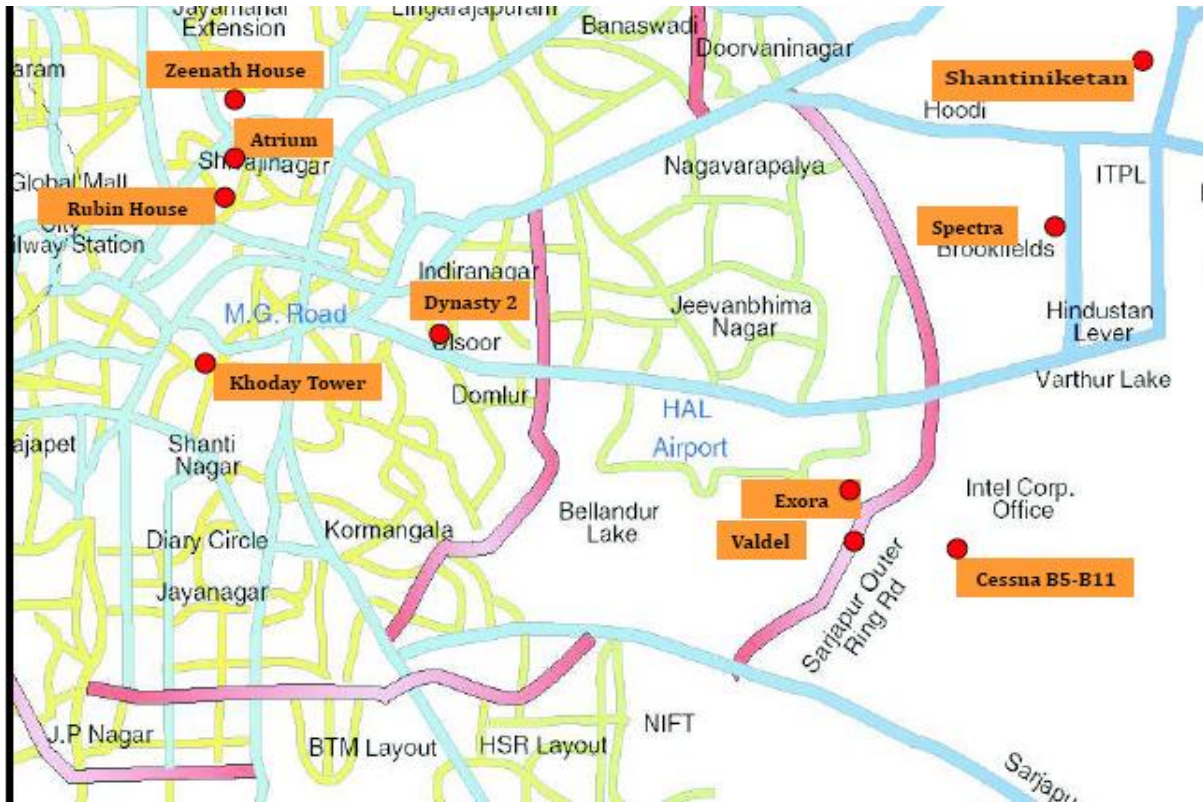 Jayamahal
Extension
Lingarajapuram
Banaswadi
Doorvaninagar
Zeenath House
Shantiniketan
Hoodi
Atrium
Shivajinagar
Nagavarapalya
ITPL
Global Mall
Rubin House
City
Spectra
Brookfields
Station
Indiranagar
Dynasty 2
Jeevanbhima
Nagar
Hindustan
Lever
M.G. Road
Ulsoor
Khoday Tower
Domlur
Varthur Lake
HAL
Airport
Shanti
Nagar
Exora
Intel Corp.
Office
Bellandur
Lake
Kormangala
Diary Circle
Valdel
Cessna B5-B11
Jayanagar
Sarjapur Outer
Ring Rd
J.P Nagar
BTM Layout
HSR Layout
NIFT